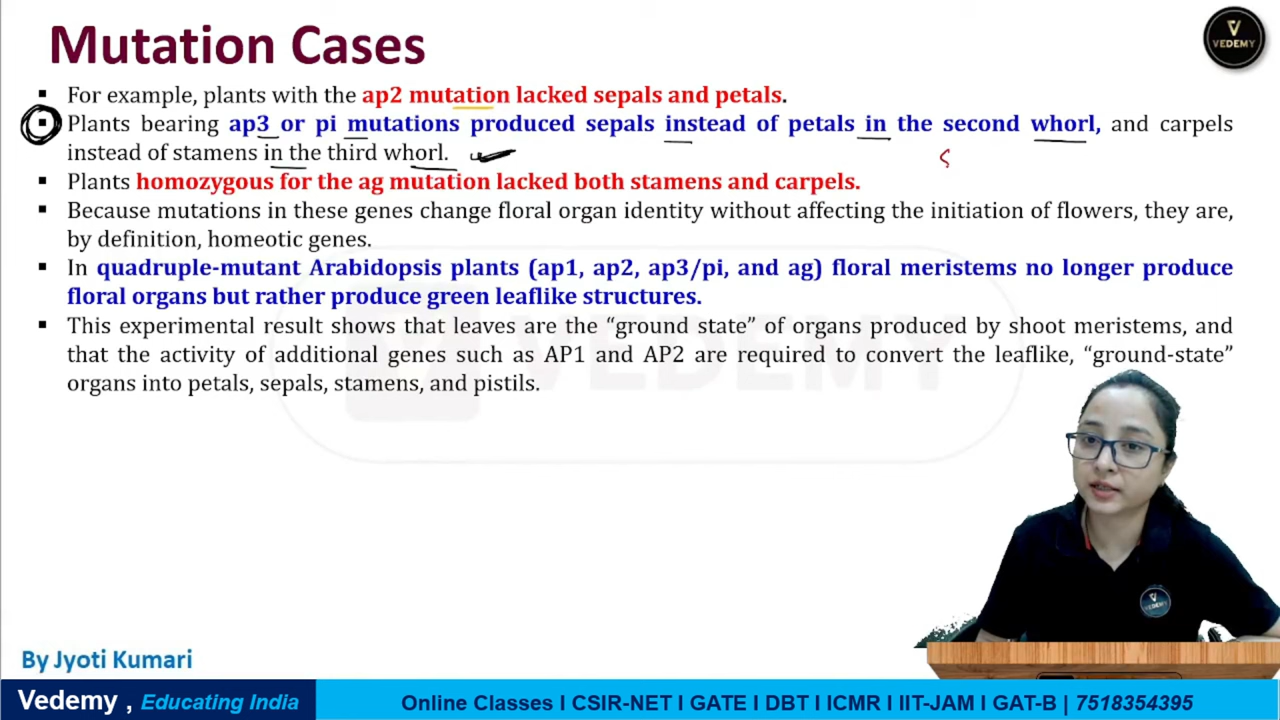 Mutation Cases
VEDEMY
▪ For example, plants with the ap2 mutation lacked sepals and petals.
▪ Plants bearing ap3 or pi mutations produced sepals instead of petals in the second whorl, and carpels
instead of stamens in the third whorl.
▪ Plants homozygous for the ag mutation lacked both stamens and carpels.
▪ Because mutations in these genes change floral organ identity without affecting the initiation of flowers, they are,
by definition, homeotic genes.
▪ In quadruple-mutant Arabidopsis plants (ap1, ap2, ap3/pi, and ag) floral meristems no longer produce
floral organs but rather produce green leaflike structures.
▪ This experimental result shows that leaves are the “ground state” of organs produced by shoot meristems, and
that the activity of additional genes such as AP1 and AP2 are required to convert the leaflike, “ground-state”
organs into petals, sepals, stamens, and pistils.
VEDEMY
VEDEMY
By Jyoti Kumari
Vedemy , Educating India
Online Classes I CSIR-NET I GATE I DBT I ICMR I IIT-JAM I GAT-B | 7518354395